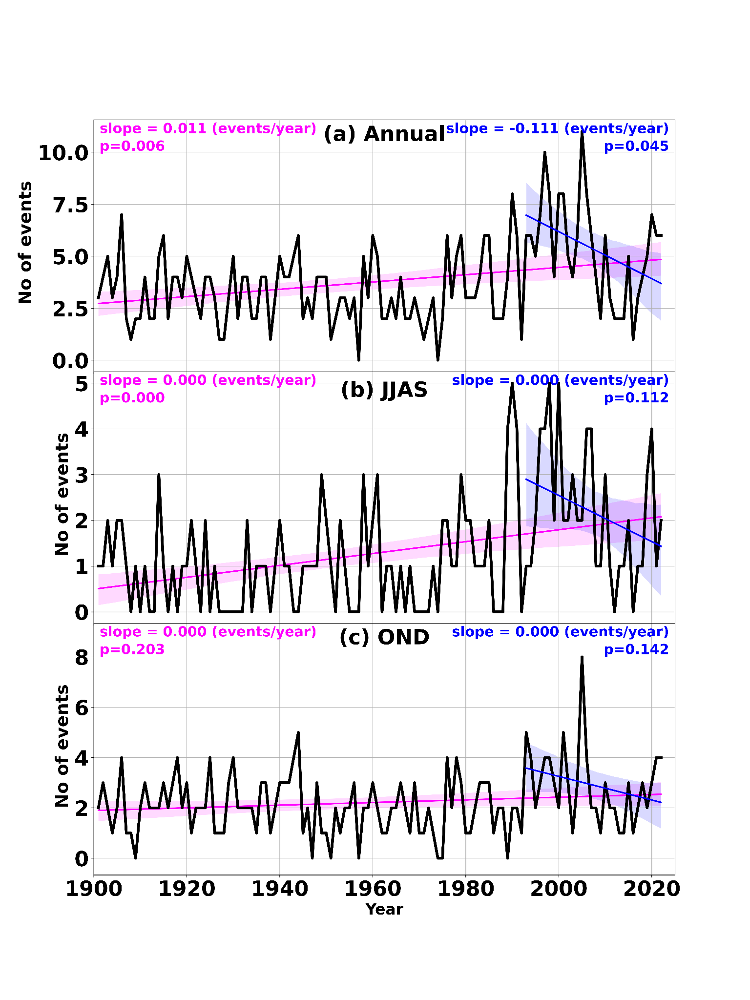 slope = 0.011 (events/year)
(a) Annual
slope = -0.111 (events/year)
p=0.006
p=0.045
10.0
7.5
5.0
2.5
0.0
No of events
slope = 0.000 (events/year)
(b) JJAS
slope = 0.000 (events/year)
p=0.000
p=0.112
5
4
3
2
1
0
No of events
slope = 0.000 (events/year)
(c) OND
slope = 0.000 (events/year)
p=0.203
p=0.142
8
6
4
2
0
No of events
1900 1920 1940 1960 1980 2000 2020
Year